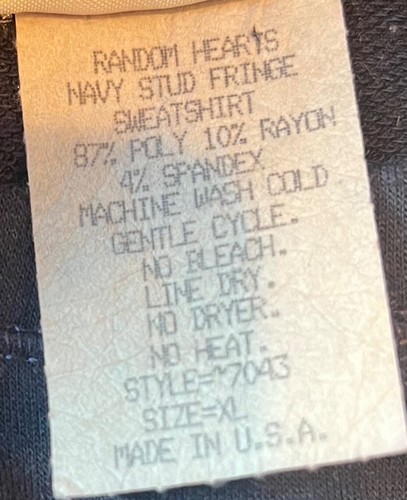 RANDOM HEARTS
NAVY STUD FRINGE
SWEATSHIRT
87% POLY 10% RAYON
4% SPANDEX
MACHINE WASH COLD
GENTLE CYCLE.
NO BLEACH.
LINE DRY.
NO DRYER.
NO HEAT.
STYLE=^7043
SIZE=XL
MADE IN U.S.A.